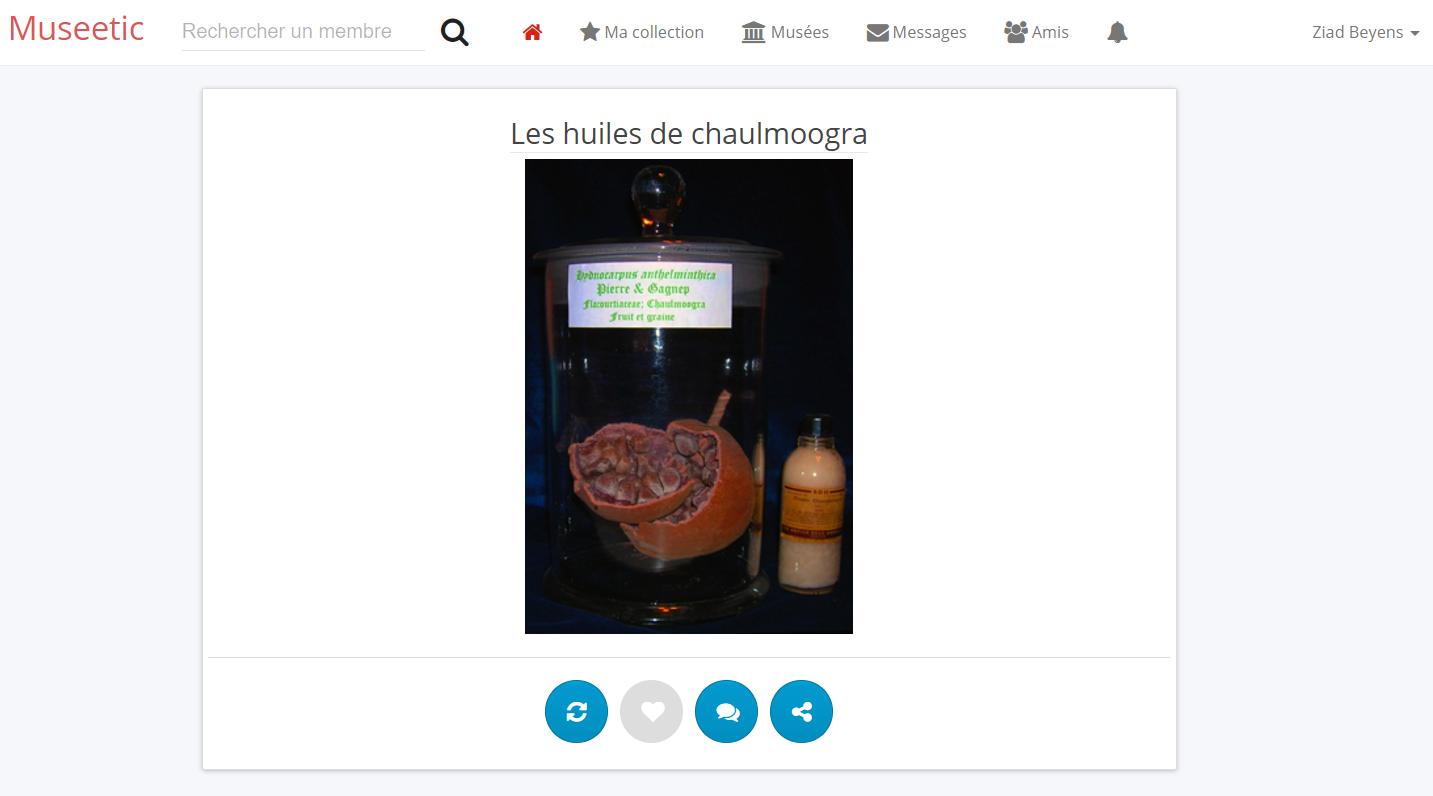 Museetic
Rechercher un membre
Ma collection
Musées
Messages
Amis
Ziad Beyens
Les huiles de chaulmoogra
Hydnocarpus anthelminthica
Pierre & Gagnep
Flacourtiaceae; Chaulmoogra
Fruit et graine